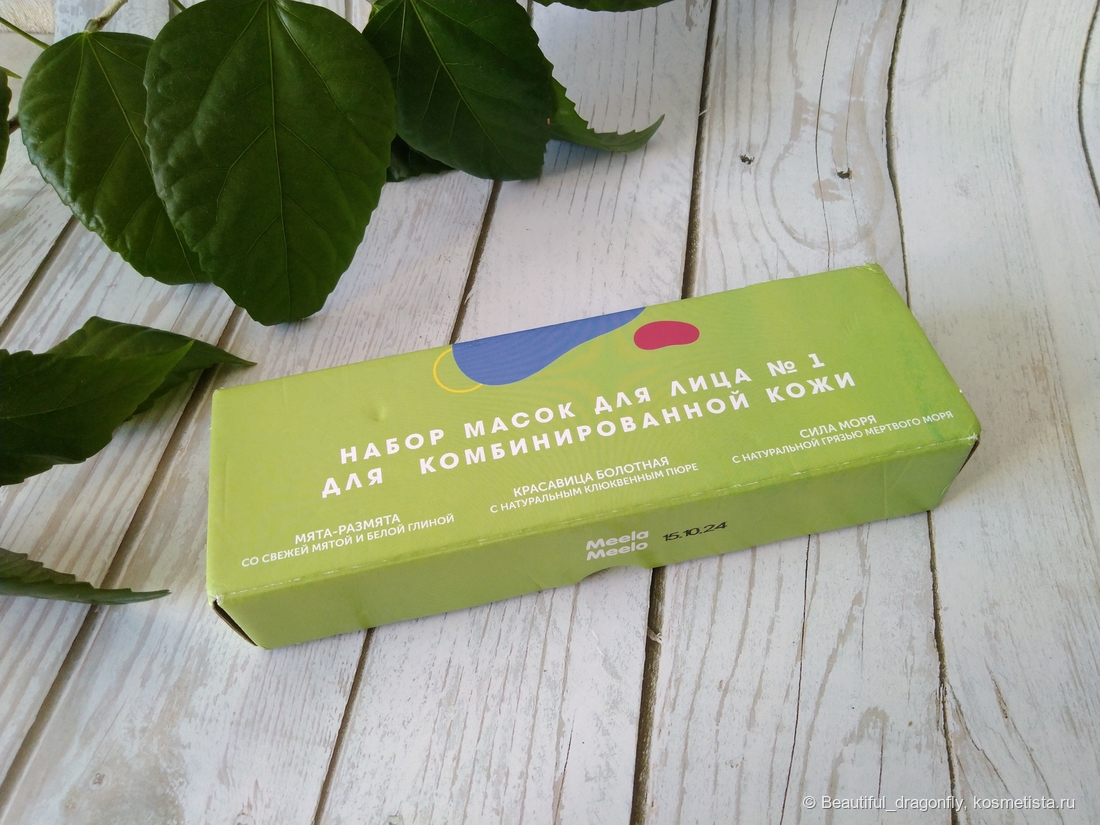 НАБОР МАСОК ДЛЯ ЛИЦА № 1
ДЛЯ КОМБИНИРОВАННОЙ КОЖИ
МЯТА-РАЗМЯТА
СО СВЕЖЕЙ МЯТОЙ И БЕЛОЙ ГЛИНОЙ
КРАСАВИЦА БОЛОТНАЯ
С НАТУРАЛЬНЫМ КЛЮКВЕННЫМ ПЮРЕ
СИЛА МОРЯ
С НАТУРАЛЬНОЙ ГРЯЗЬЮ МЕРТВОГО МОРЯ
Meela
Meelo
15.10.24
© Beautiful_dragonfly, kosmetista.ru